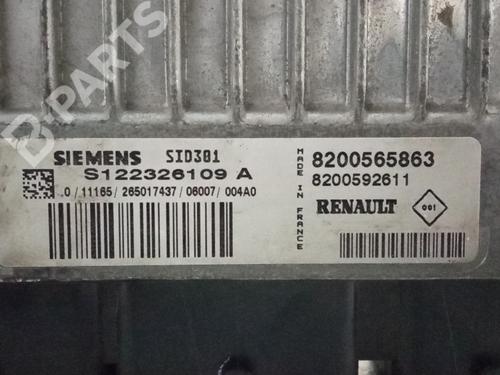 B-PARTS
SIEMENS SID301
S122326109 A
.0/11165/265017437/06007/004A0
MADE IN FRANCE
8200565863
8200592611
RENAULT
001